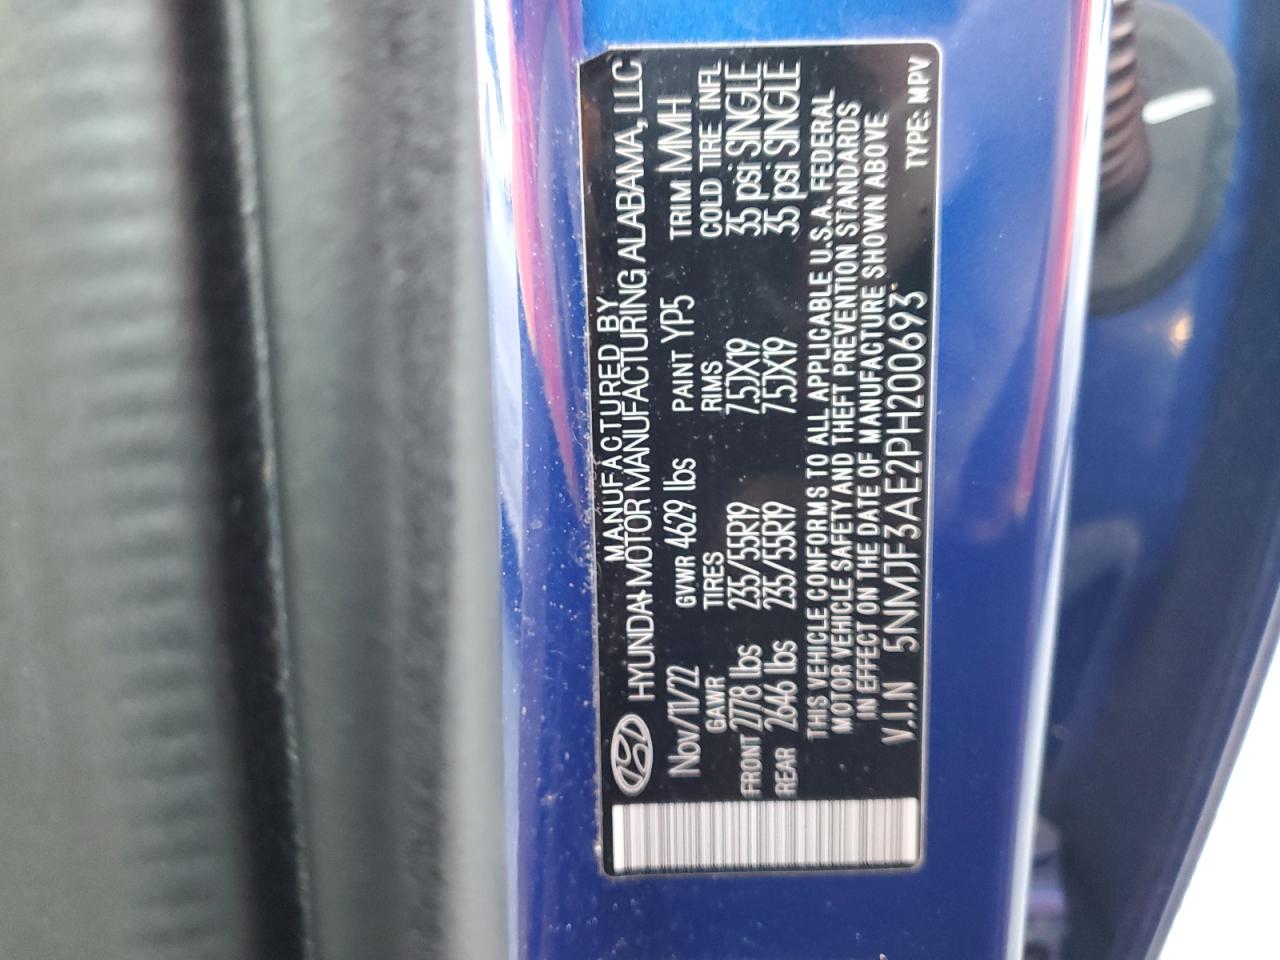 MANUFACTURED BY
HYUNDAI MOTOR MANUFACTURING ALABAMA, LLC
Nov/11/22 GVWR 4629 lbs PAINT YP5 TRIM MMH
GAWR TIRES RIMS COLD TIRE INFL
FRONT 2778 lbs 235/55R19 7.5JX19 35 psi SINGLE
REAR 2646 lbs 235/55R19 7.5JX19 35 psi SINGLE
THIS VEHICLE CONFORMS TO ALL APPLICABLE U.S.A. FEDERAL
MOTOR VEHICLE SAFETY AND THEFT PREVENTION STANDARDS
IN EFFECT ON THE DATE OF MANUFACTURE SHOWN ABOVE
V.I.N 5NMJF3AE2PH200693 TYPE: MPV